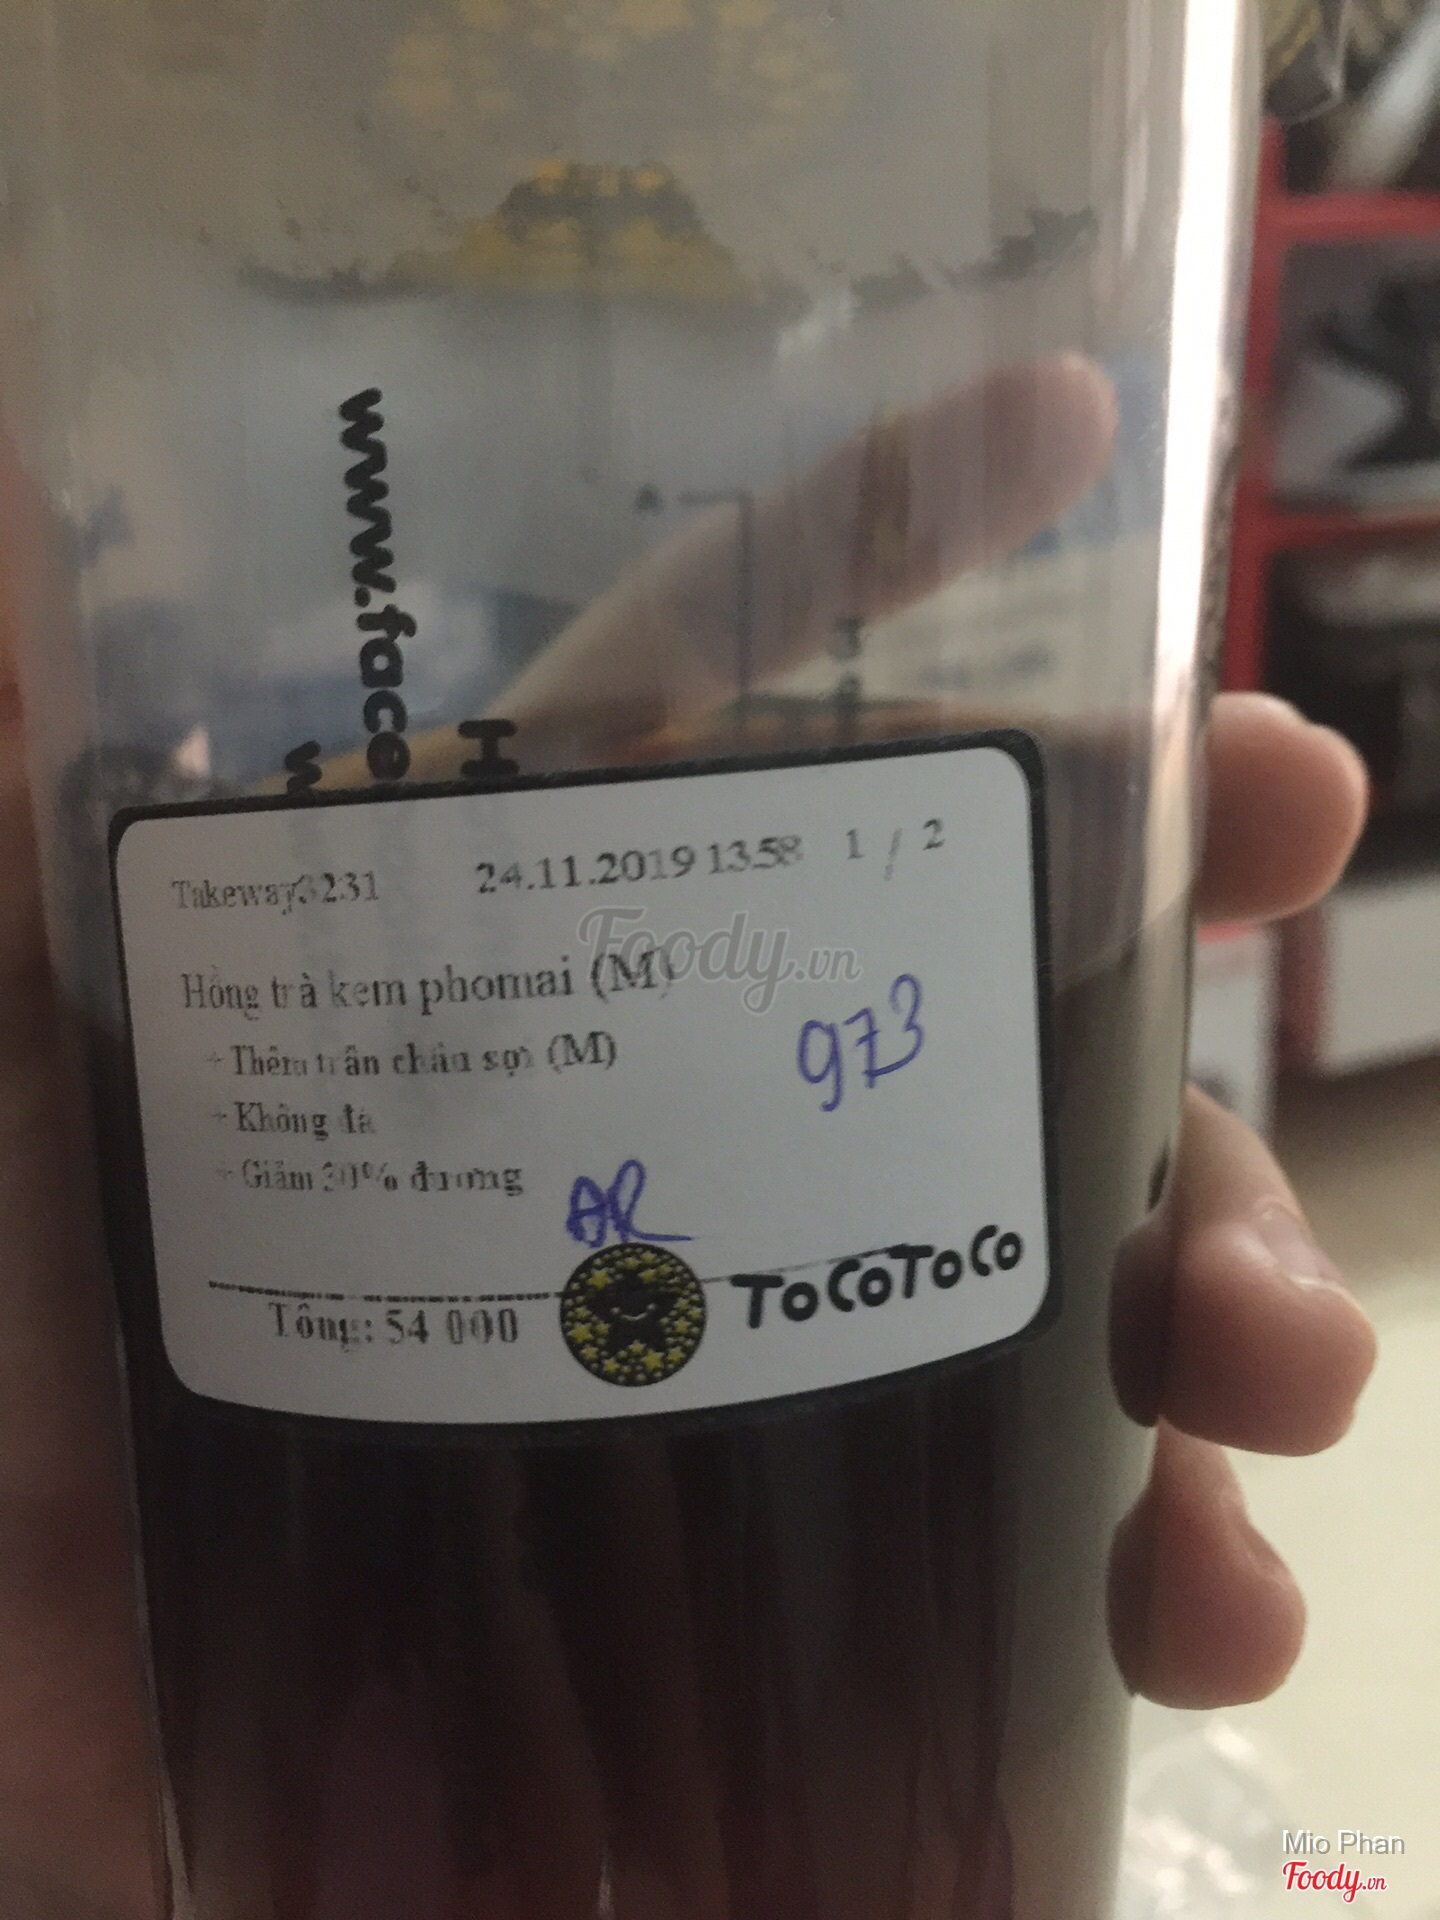 www.face
H
w
Takeway3231 24.11.2019 13:58 1 / 2
Hồng trà kem phomai (M)
+ Thêm trân châu sợi (M)
973
+ Không đá
+ Giảm 30% đường
AR
Tổng: 54 000
ToCoToCo
Foody.vn
Mio Phan
Foody.vn